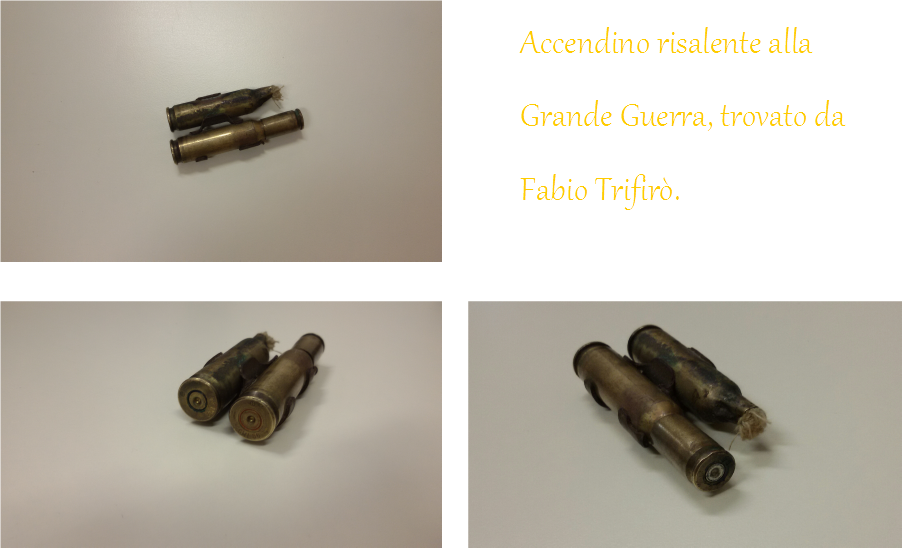 Accendino risalente alla
Grande Guerra, trovato da
Fabio Trifirò.